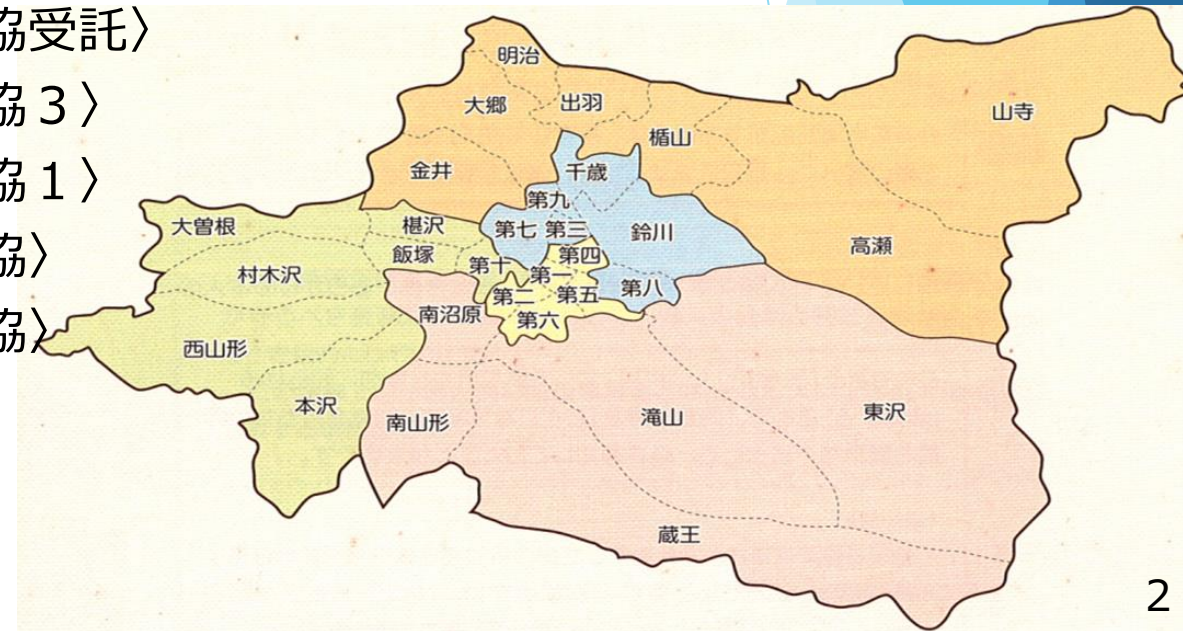 協受託〉
協３〉
協１〉
協〉
協〉
明治
大郷
出羽
山寺
楯山
金井
千歳
第九
大曽根
椹沢
第七
第三
鈴川
高瀬
飯塚
第四
村木沢
第十
第一
第二
第五
第八
南沼原
第六
西山形
本沢
南山形
滝山
東沢
蔵王
2